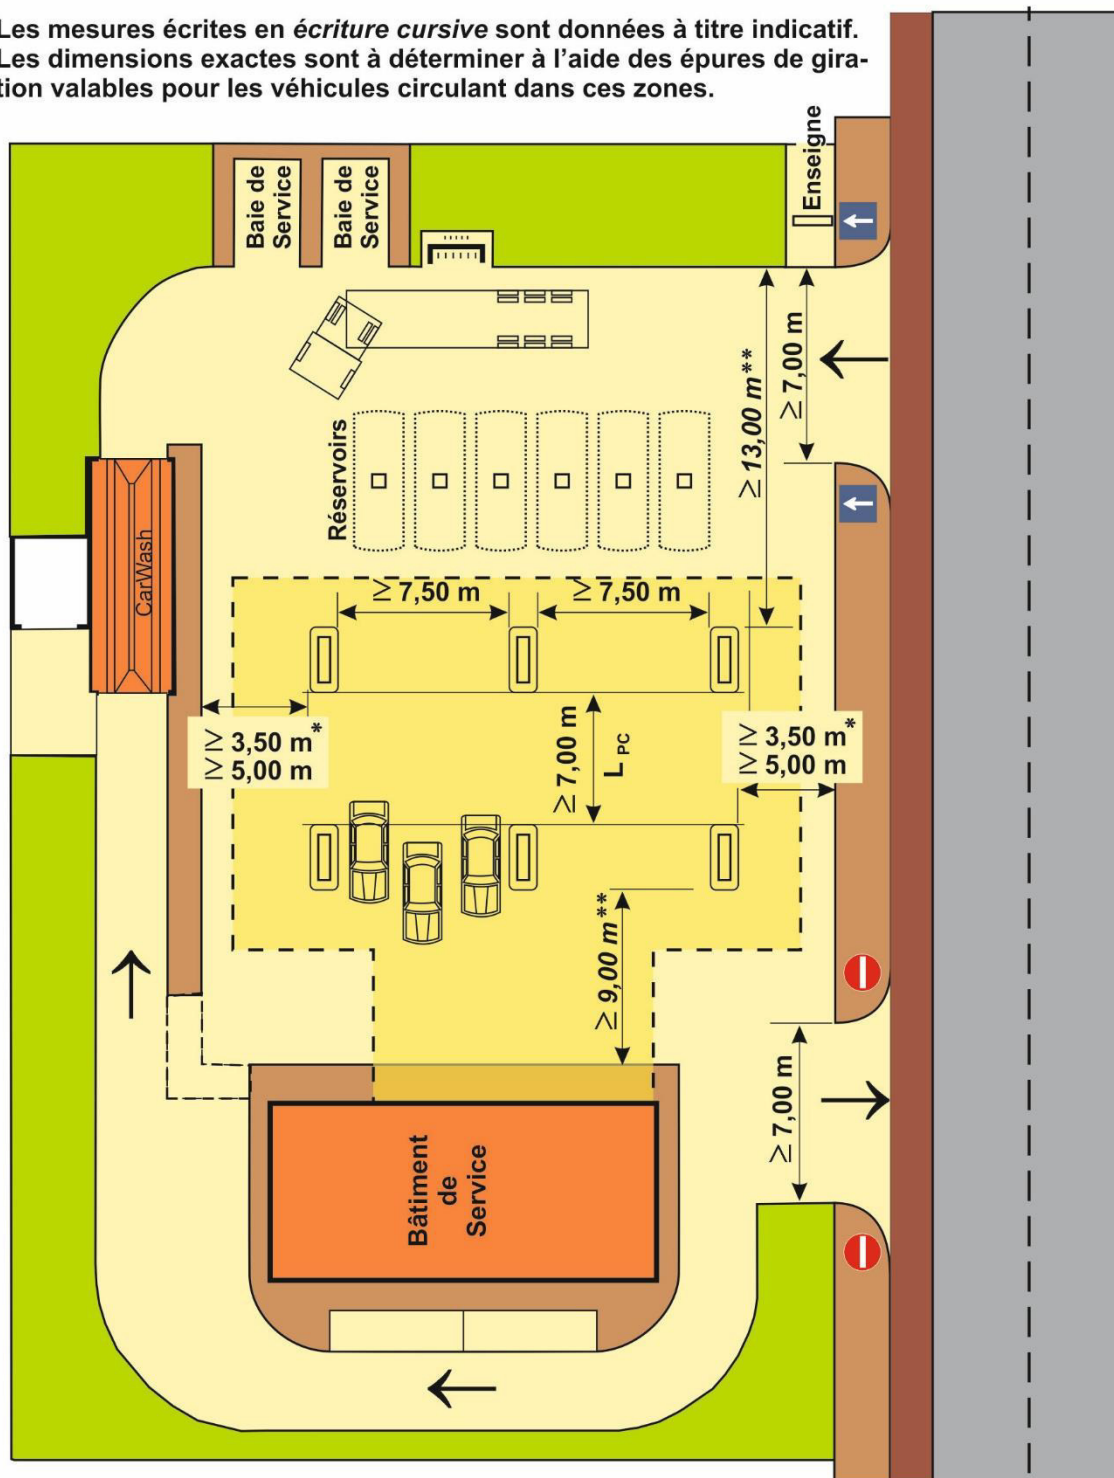 Les mesures écrites en écriture cursive sont données à titre indicatif.
Les dimensions exactes sont à déterminer à l'aide des épures de gira-
tion valables pour les véhicules circulant dans ces zones.
Enseigne
Baie de
Service
Baie de
Service
≥ 7,00 m
≥ 13,00 m**
Réservoirs
CarWash
≥ 7,50 m
≥ 7,50 m
≥ 3,50 m*
≥ 5,00 m
≥ 7,00 m
L PC
≥ 3,50 m*
≥ 5,00 m
≥ 9,00 m**
≥ 7,00 m
Bâtiment
de
Service